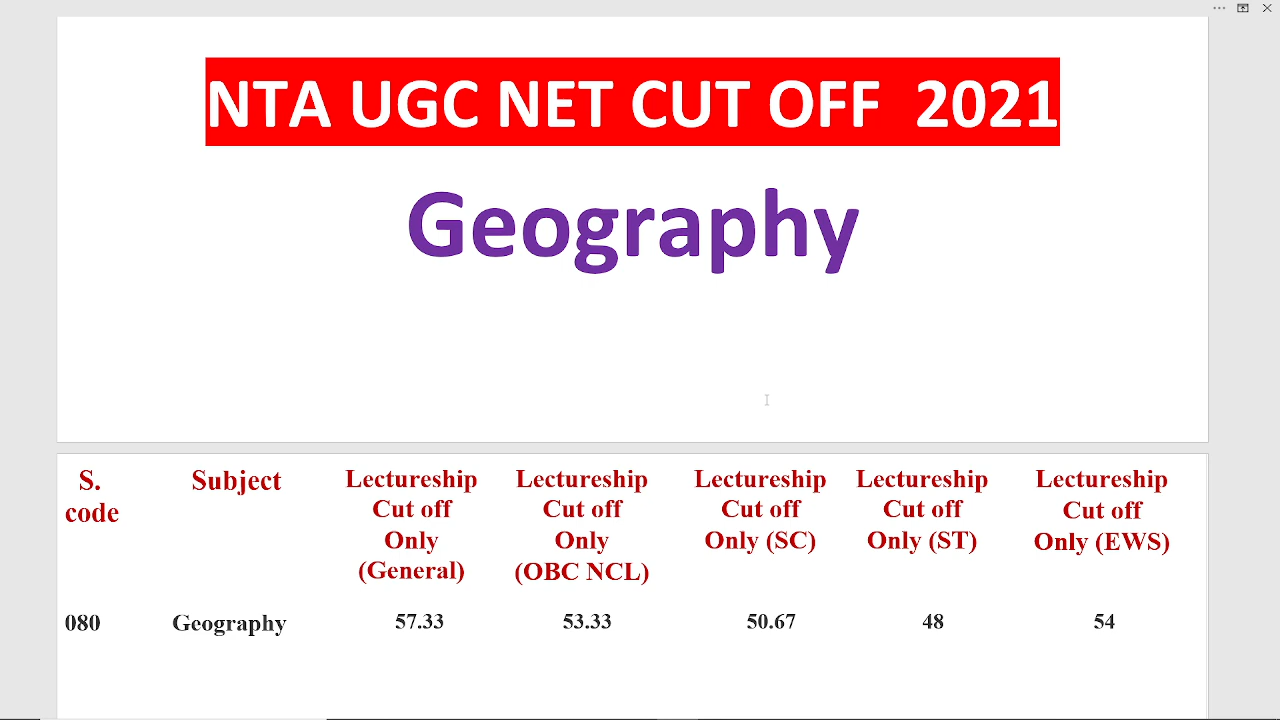 NTA UGC NET CUT OFF 2021
Geography
S. code Subject Lectureship Cut off Only (General) Lectureship Cut off Only (OBC NCL) Lectureship Cut off Only (SC) Lectureship Cut off Only (ST) Lectureship Cut off Only (EWS)
080 Geography 57.33 53.33 50.67 48 54